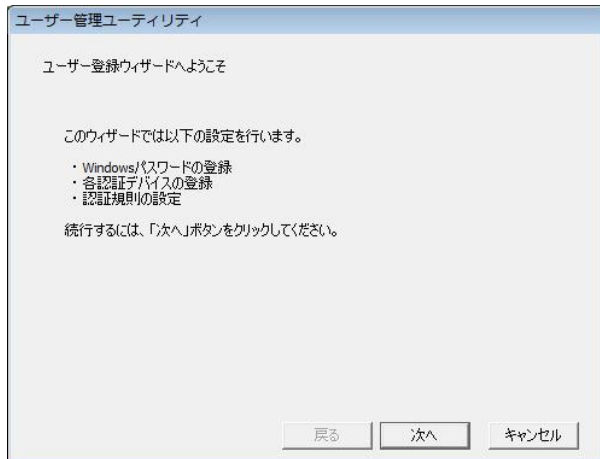 ユーザー管理ユーティリティ
ユーザー登録ウィザードへようこそ
このウィザードでは以下の設定を行います。
・Windowsパスワードの登録
・各認証デバイスの登録
・認証規則の設定
続行するには、「次へ」ボタンをクリックしてください。
戻る 次へ キャンセル